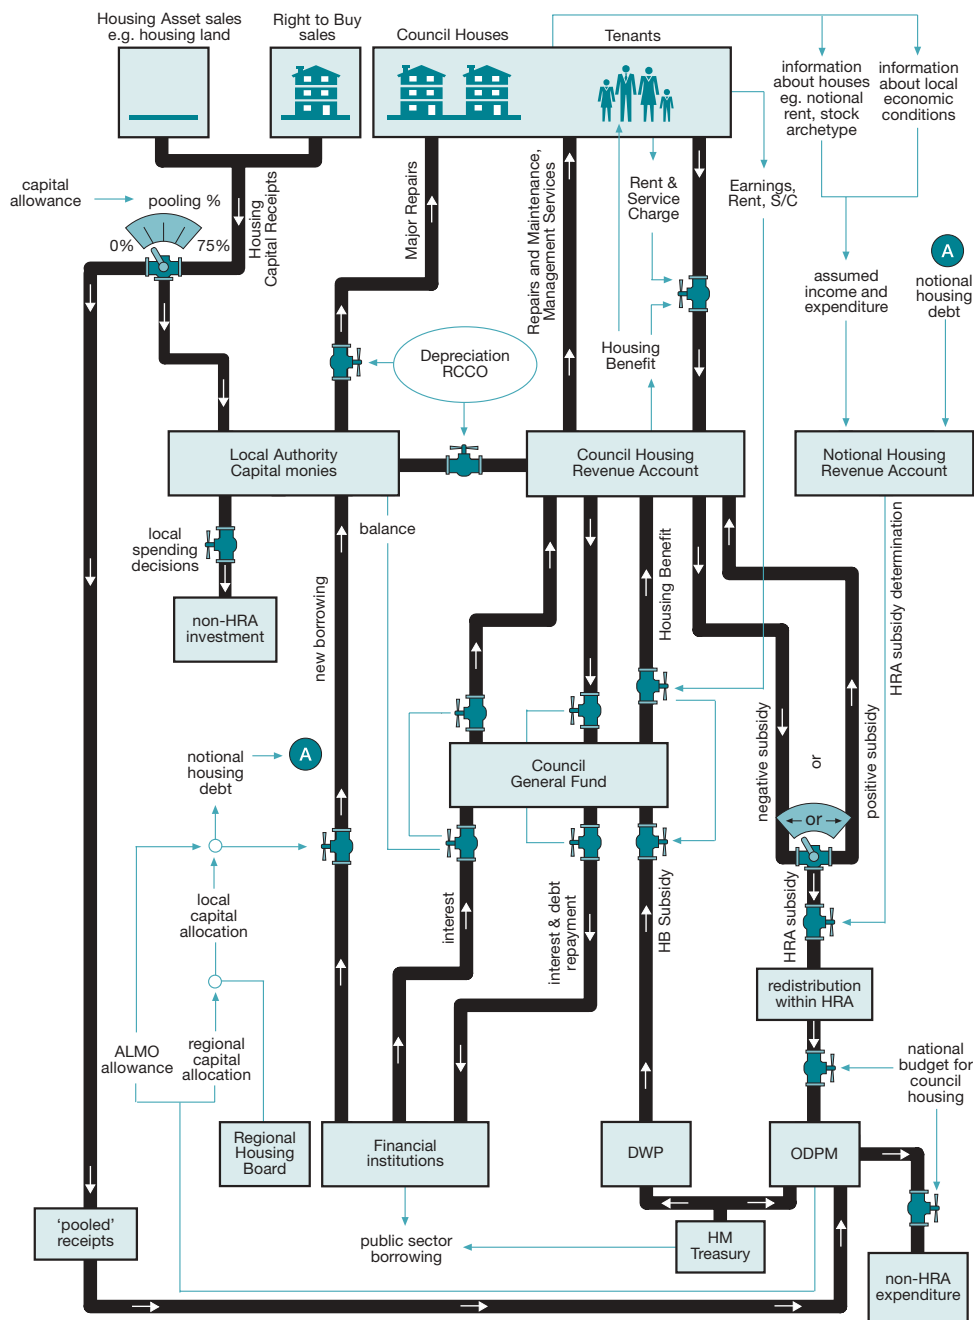 Housing Asset sales
e.g. housing land
Right to Buy
sales
Council Houses
Tenants
information
about houses
eg. notional
rent, stock
archetype
information
about local
economic
conditions
capital
allowance
pooling %
0%
75%
Housing
Capital Receipts
Major Repairs
Repairs and Maintenance,
Management Services
Rent &
Service
Charge
Earnings,
Rent, S/C
A
assumed
income and
expenditure
notional
housing
debt
Depreciation
RCCO
Housing
Benefit
Local Authority
Capital monies
Council Housing
Revenue Account
Notional Housing
Revenue Account
local
spending
decisions
balance
non-HRA
investment
new borrowing
Housing Benefit
HRA subsidy determination
negative subsidy
or
positive subsidy
notional
housing
debt
A
Council
General Fund
or
local
capital
allocation
interest
interest & debt
repayment
HB Subsidy
HRA subsidy
redistribution
within HRA
ALMO
allowance
regional
capital
allocation
national
budget for
council
housing
Regional
Housing
Board
Financial
institutions
DWP
ODPM
'pooled'
receipts
public sector
borrowing
HM
Treasury
non-HRA
expenditure